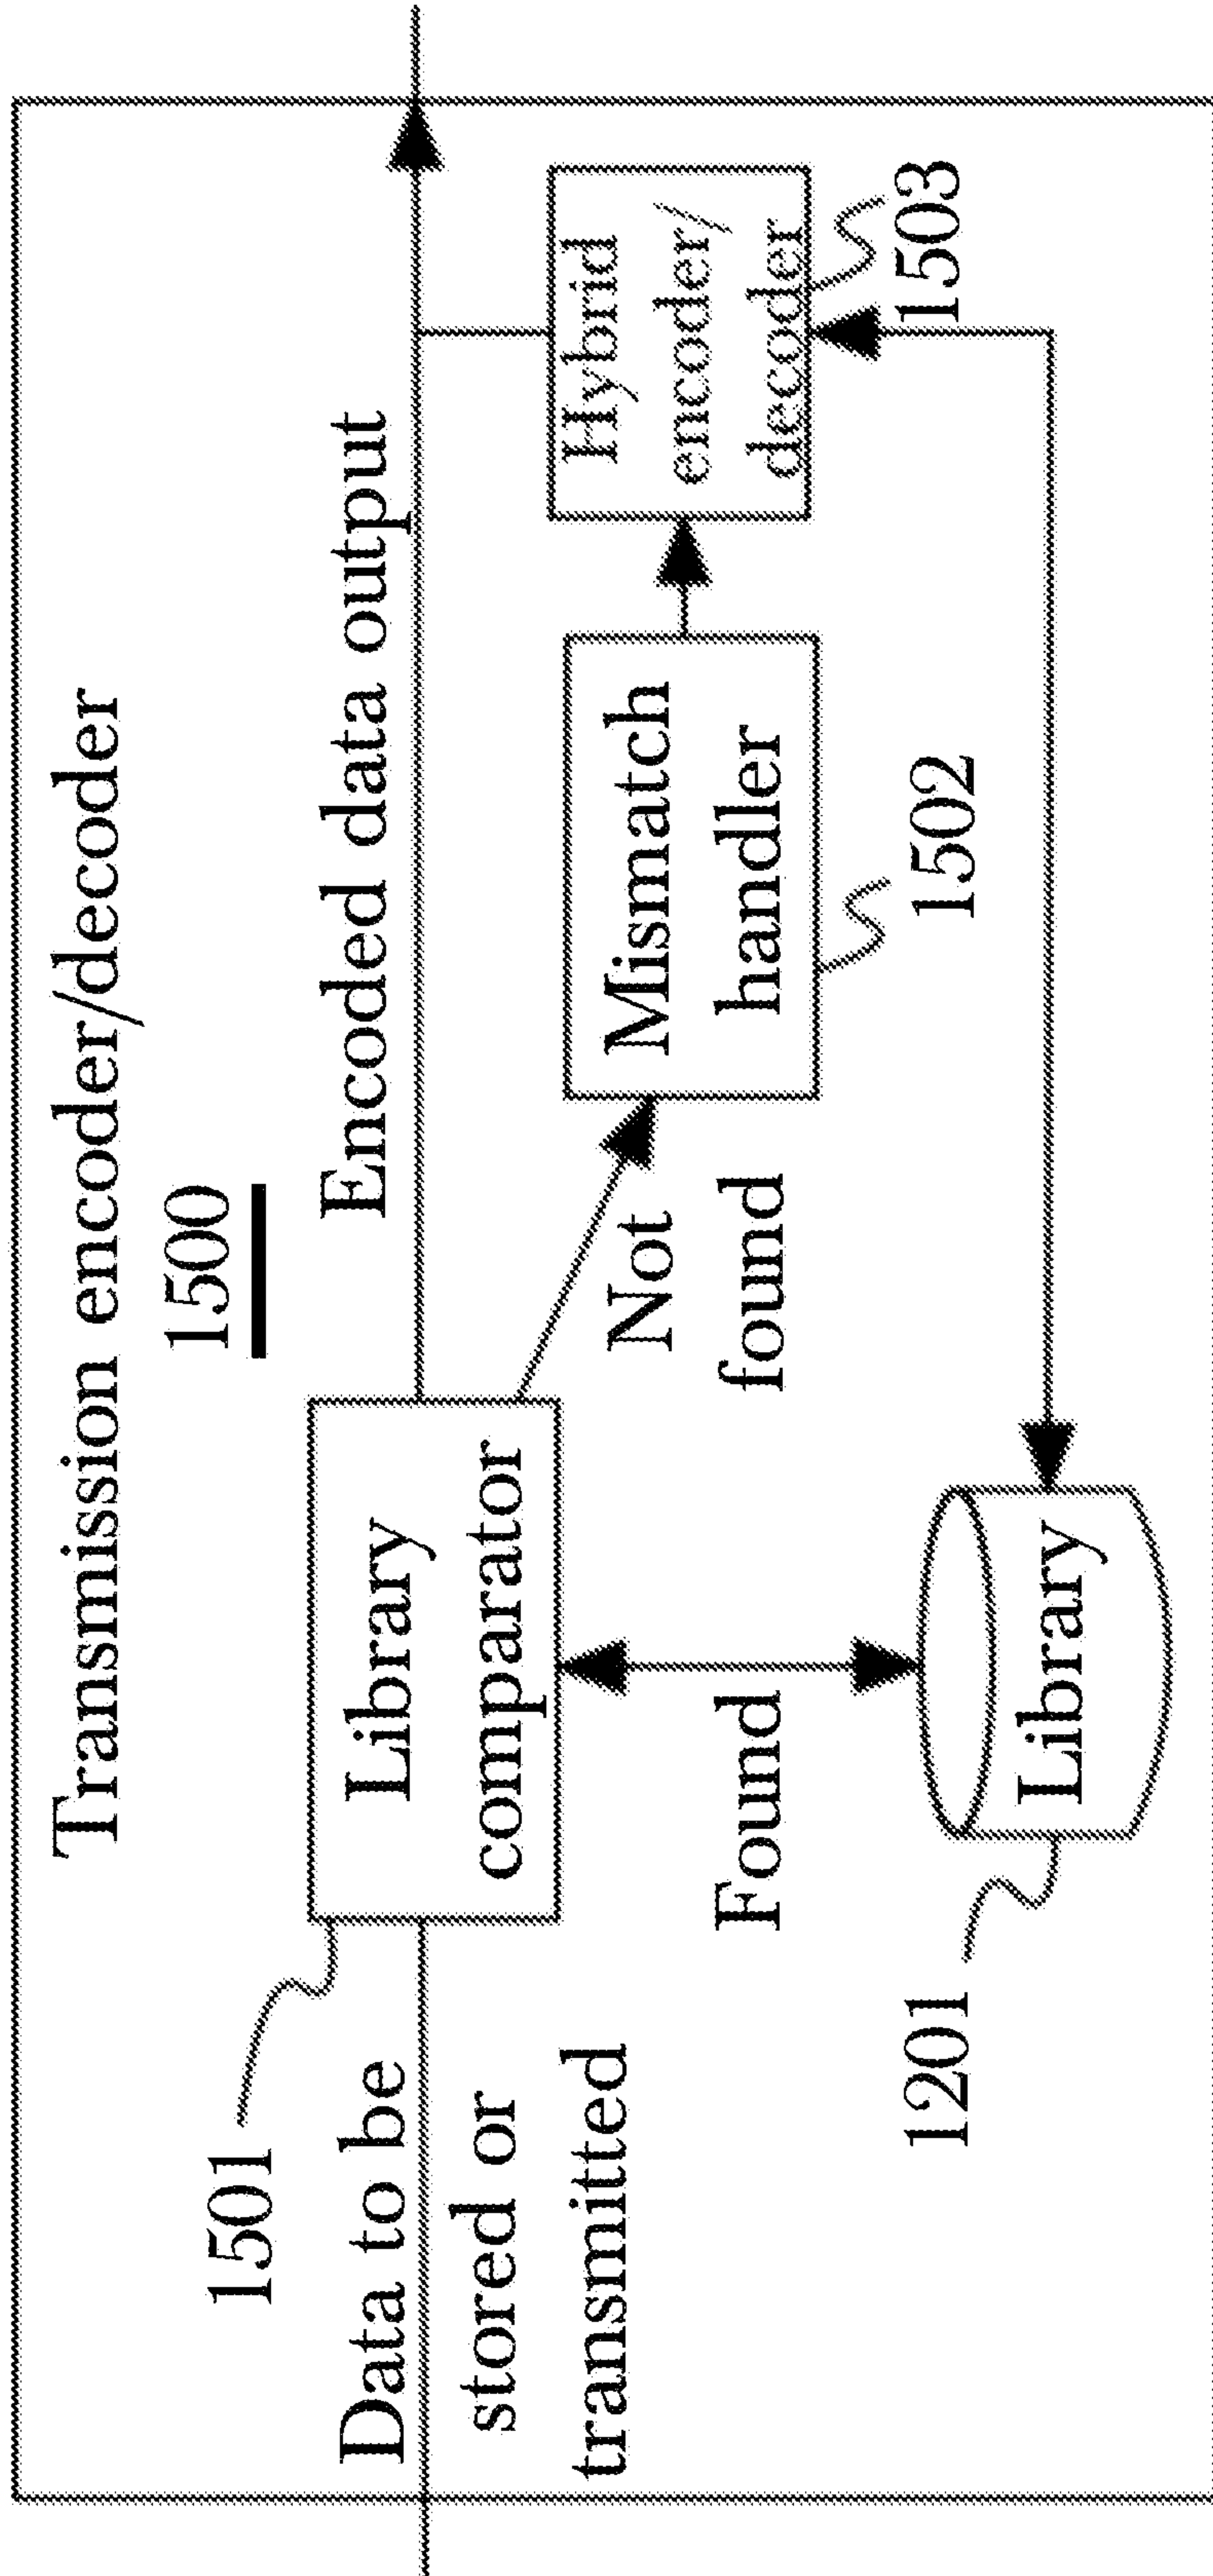 Transmission encoder/decoder
1500
1501
Data to be
stored or
transmitted
Library
comparator
Encoded data output
Not
found
Mismatch
handler
1502
Hybrid
encoder/
decoder
1503
Found
Library
1201